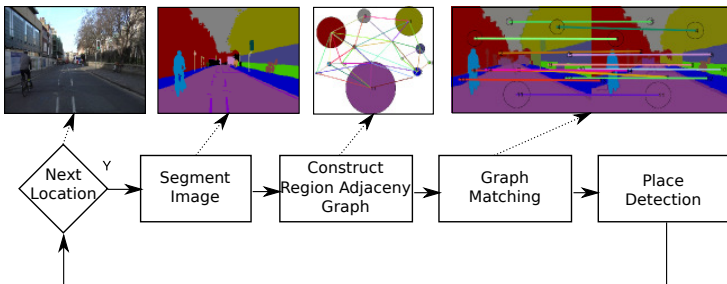 Next
Location
Y
Segment
Image
Construct
Region Adjaceny
Graph
Graph
Matching
Place
Detection